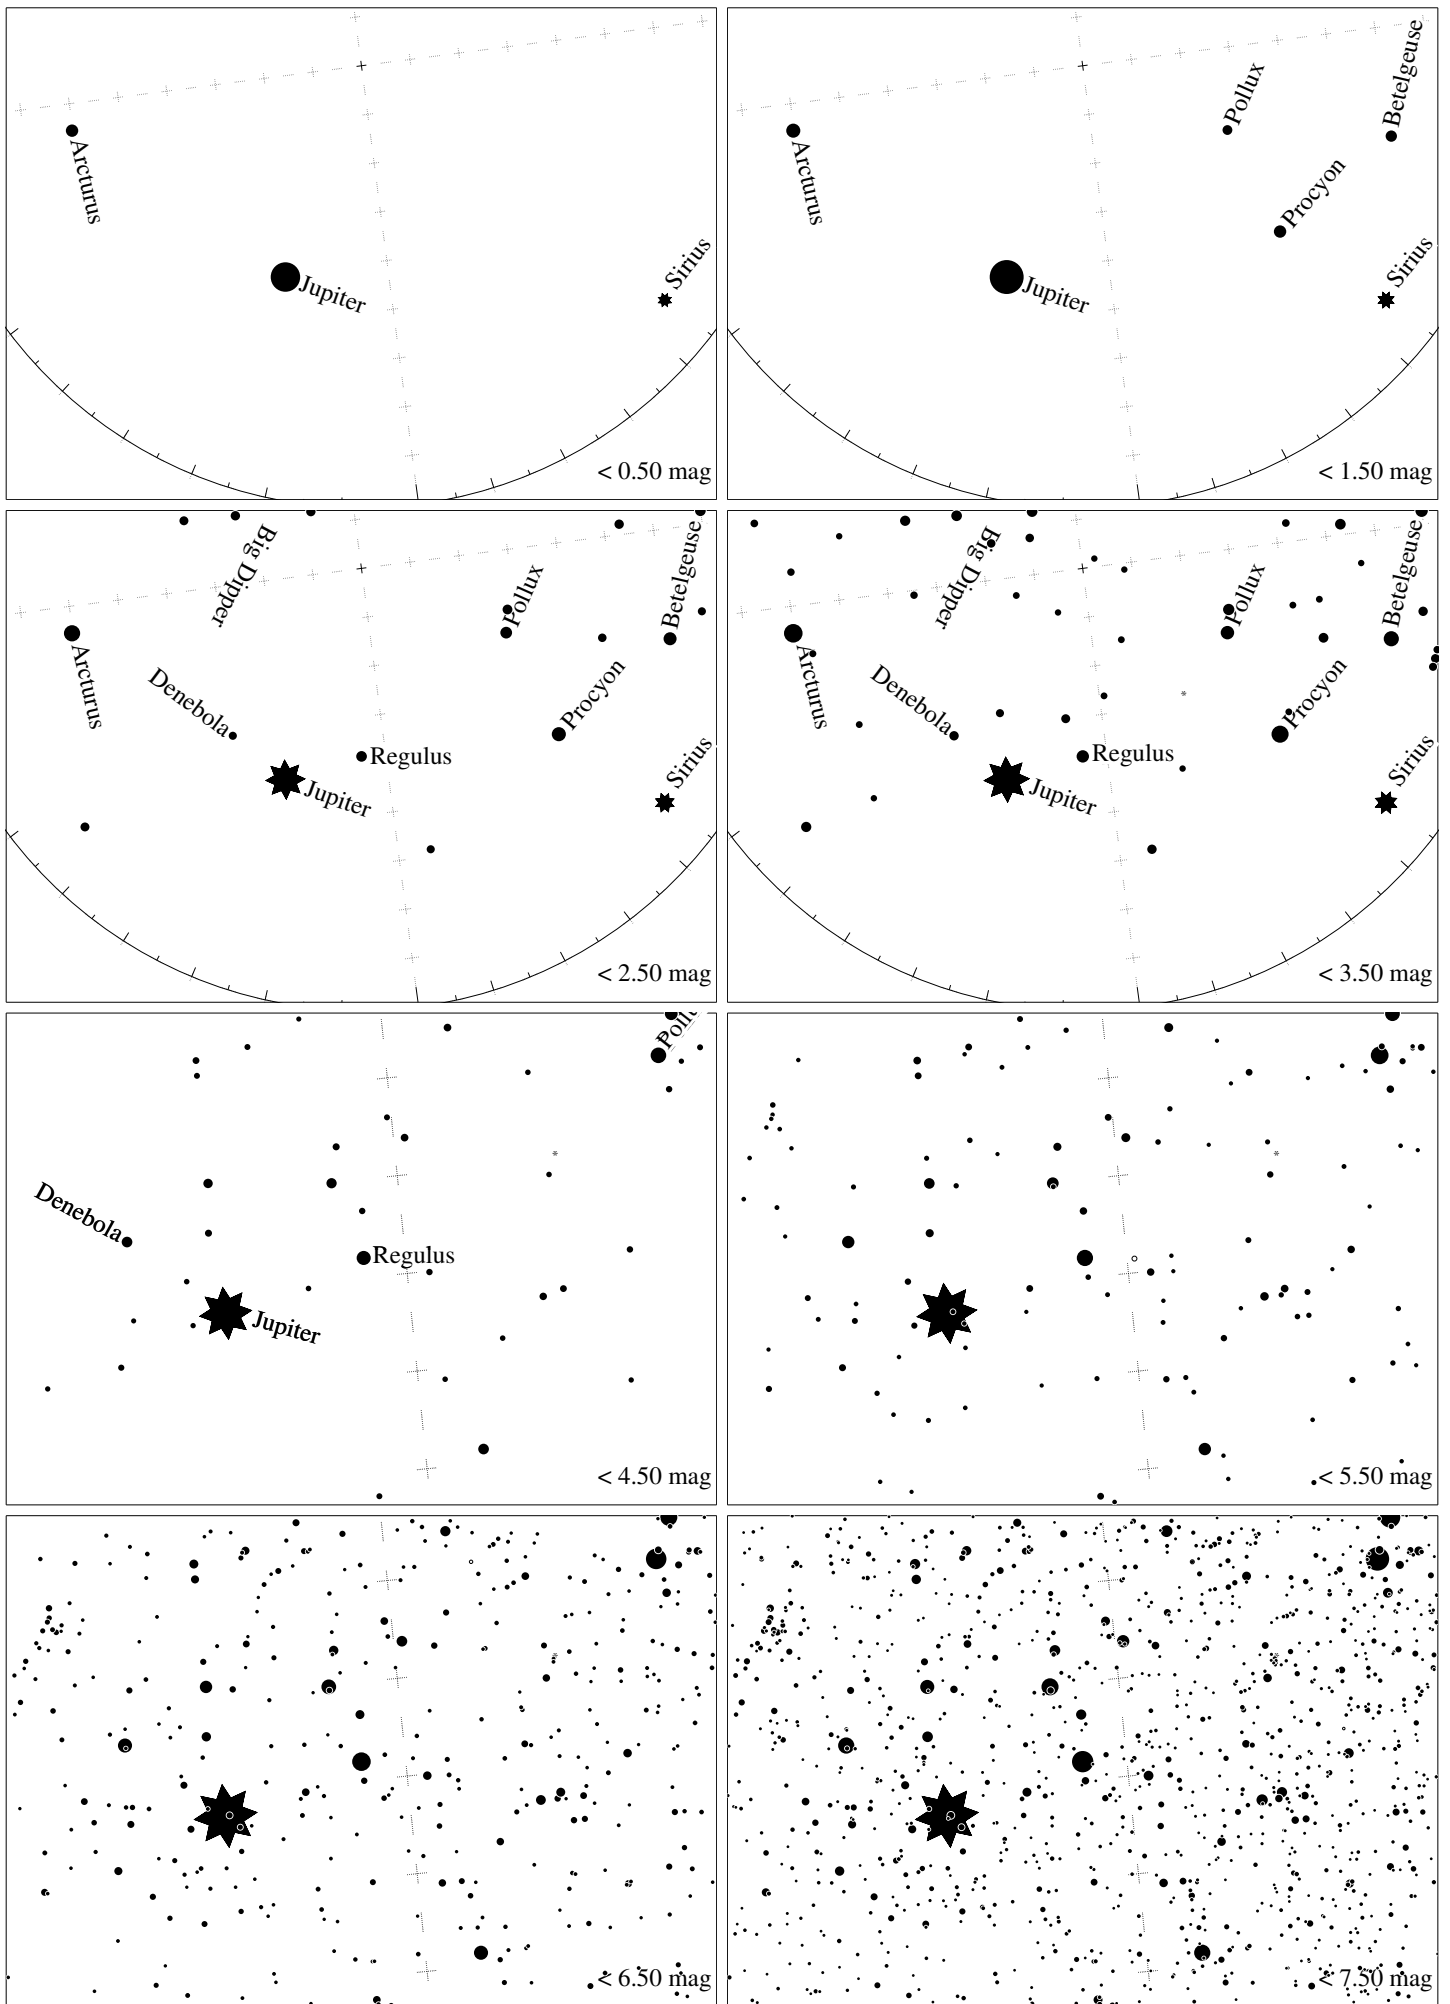 Arcturus
Jupiter
Sirius
< 0.50 mag
Betelgeuse
Pollux
Procyon
Arcturus
Sirius
Jupiter
< 1.50 mag
Big Dipper
Betelgeuse
Pollux
Arcturus
Denebola
Procyon
Regulus
Sirius
Jupiter
< 2.50 mag
Big Dipper
Betelgeuse
Pollux
Arcturus
Denebola
Procyon
Regulus
Sirius
Jupiter
< 3.50 mag
Pollu
Denebola
Regulus
Jupiter
< 4.50 mag
< 5.50 mag
< 6.50 mag
< 7.50 mag